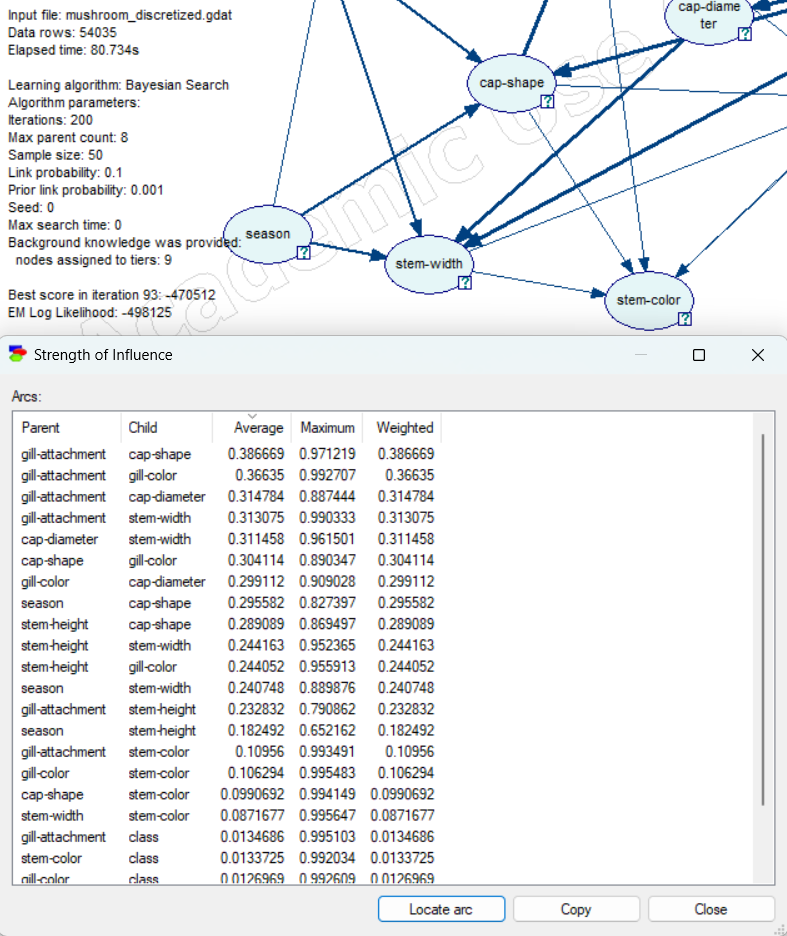 Input file: mushroom_discretized.gdat
Data rows: 54035
Elapsed time: 80.734s
Learning algorithm: Bayesian Search
Algorithm parameters:
Iterations: 200
Max parent count: 8
Sample size: 50
Link probability: 0.1
Prior link probability: 0.001
Seed: 0
Max search time: 0
Background knowledge was provided:
nodes assigned to tiers: 9
Best score in iteration 93: -470512
EM Log Likelihood: -498125
cap-diame
ter
?
cap-shape
?
season
?
stem-width
?
stem-color
?
Academic Use
Strength of Influence
Arcs:
Parent Child Average Maximum Weighted
gill-attachment cap-shape 0.386669 0.971219 0.386669
gill-attachment gill-color 0.36635 0.992707 0.36635
gill-attachment cap-diameter 0.314784 0.887444 0.314784
gill-attachment stem-width 0.313075 0.990333 0.313075
cap-diameter stem-width 0.311458 0.961501 0.311458
cap-shape gill-color 0.304114 0.890347 0.304114
gill-color cap-diameter 0.299112 0.909028 0.299112
season cap-shape 0.295582 0.827397 0.295582
stem-height cap-shape 0.289089 0.869497 0.289089
stem-height stem-width 0.244163 0.952365 0.244163
stem-height gill-color 0.244052 0.955913 0.244052
season stem-width 0.240748 0.889876 0.240748
gill-attachment stem-height 0.232832 0.790862 0.232832
season stem-height 0.182492 0.652162 0.182492
gill-attachment stem-color 0.10956 0.993491 0.10956
gill-color stem-color 0.106294 0.995483 0.106294
cap-shape stem-color 0.0990692 0.994149 0.0990692
stem-width stem-color 0.0871677 0.995647 0.0871677
gill-attachment class 0.0134686 0.995103 0.0134686
stem-color class 0.0133725 0.992034 0.0133725
gill-color class 0.0126969 0.992609 0.0126969
Locate arc Copy Close